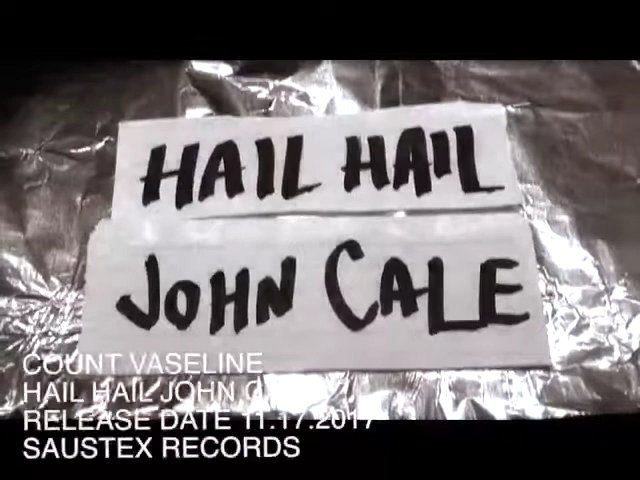 HAIL HAIL
JOHN CALE
COUNT VASELINE
HAIL HAIL JOHN C
RELEASE DATE 11.17.2017
SAUSTEX RECORDS